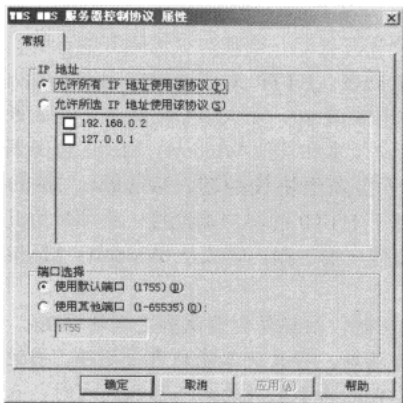 WMS MMS 服务器控制协议 属性
常规
IP 地址
允许所有 IP 地址使用该协议(P)
允许所选 IP 地址使用该协议(S)
192.168.0.2
127.0.0.1
端口选择
使用默认端口 (1755)(D)
使用其他端口 (1-65535)(O):
1755
确定 取消 应用(A) 帮助